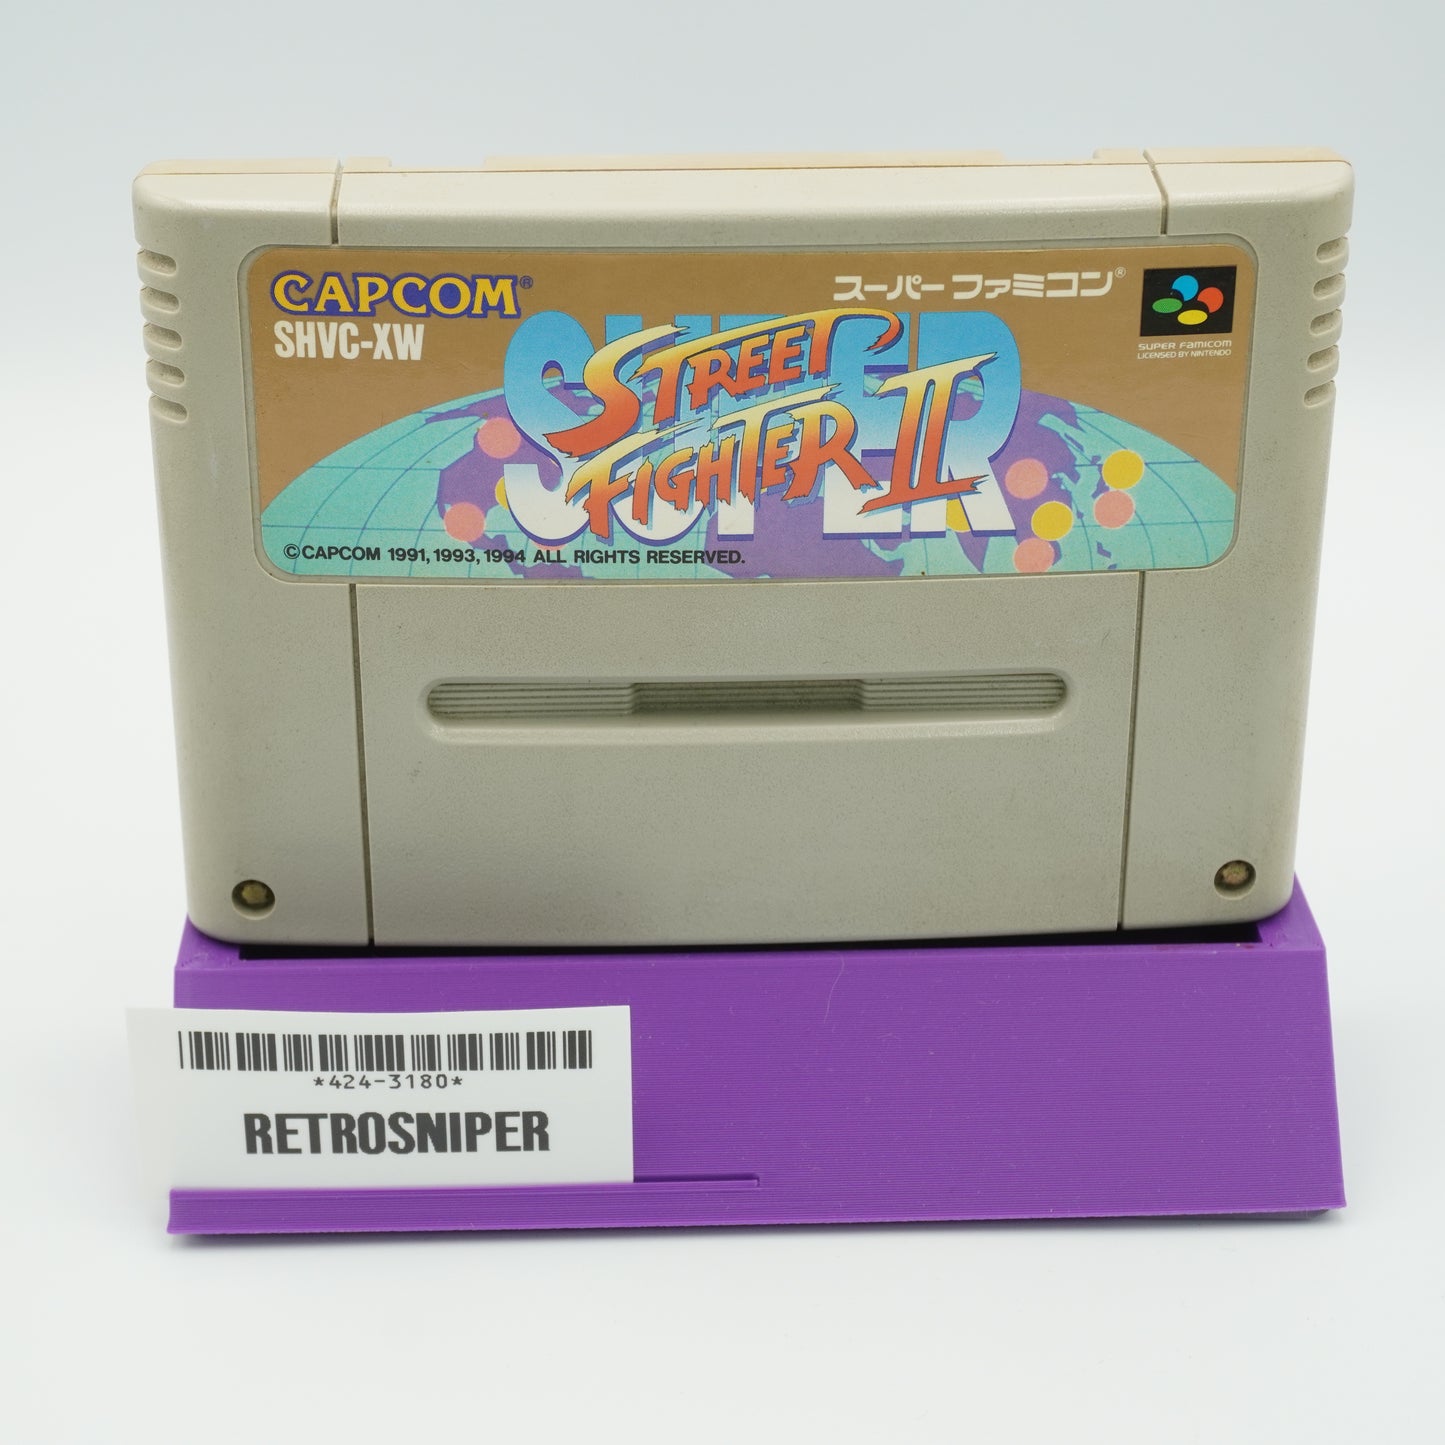 CAPCOM®
SHVC-XW
スーパーファミコン®
SUPER FAMICOM
LICENSED BY NINTENDO
SUPER
STREET
FIGHTER II
©CAPCOM 1991, 1993, 1994 ALL RIGHTS RESERVED.
*424-3180*
RETROSNIPER